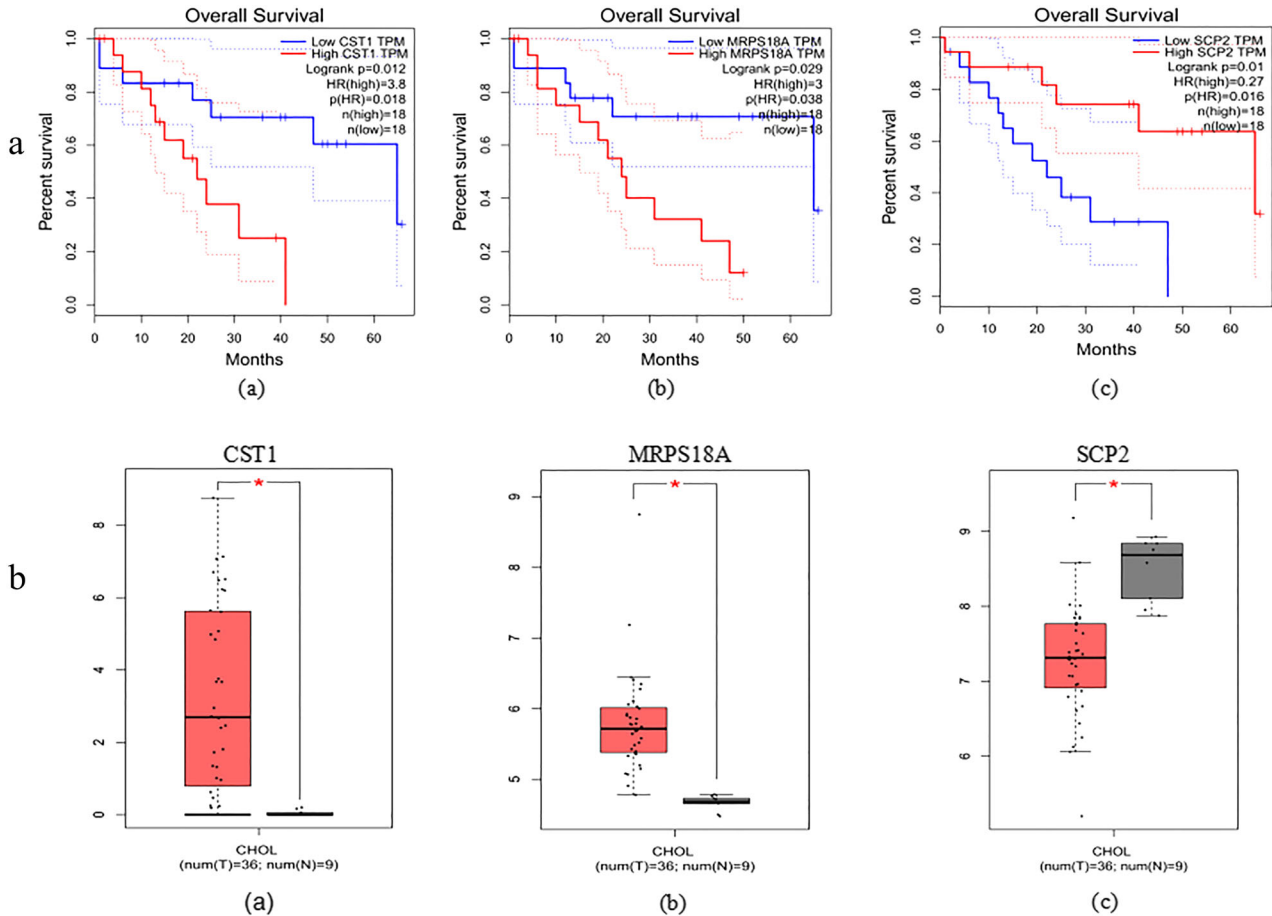 a
Overall Survival
Low CST1 TPM
High CST1 TPM
Logrank p=0.012
HR(high)=3.8
p(HR)=0.018
n(high)=18
n(low)=18
Percent survival
0.0 0.2 0.4 0.6 0.8 1.0
0 10 20 30 40 50 60
Months
(a)
Overall Survival
Low MRPS18A TPM
High MRPS18A TPM
Logrank p=0.029
HR(high)=3
p(HR)=0.038
n(high)=18
n(low)=18
Percent survival
0.0 0.2 0.4 0.6 0.8 1.0
0 10 20 30 40 50 60
Months
(b)
Overall Survival
Low SCP2 TPM
High SCP2 TPM
Logrank p=0.01
HR(high)=0.27
p(HR)=0.016
n(high)=18
n(low)=18
Percent survival
0.0 0.2 0.4 0.6 0.8 1.0
0 10 20 30 40 50 60
Months
(c)
b
CST1
*
0 2 4 6 8
CHOL
(num(T)=36; num(N)=9)
(a)
MRPS18A
*
5 6 7 8 9
CHOL
(num(T)=36; num(N)=9)
(b)
SCP2
*
6 7 8 9
CHOL
(num(T)=36; num(N)=9)
(c)